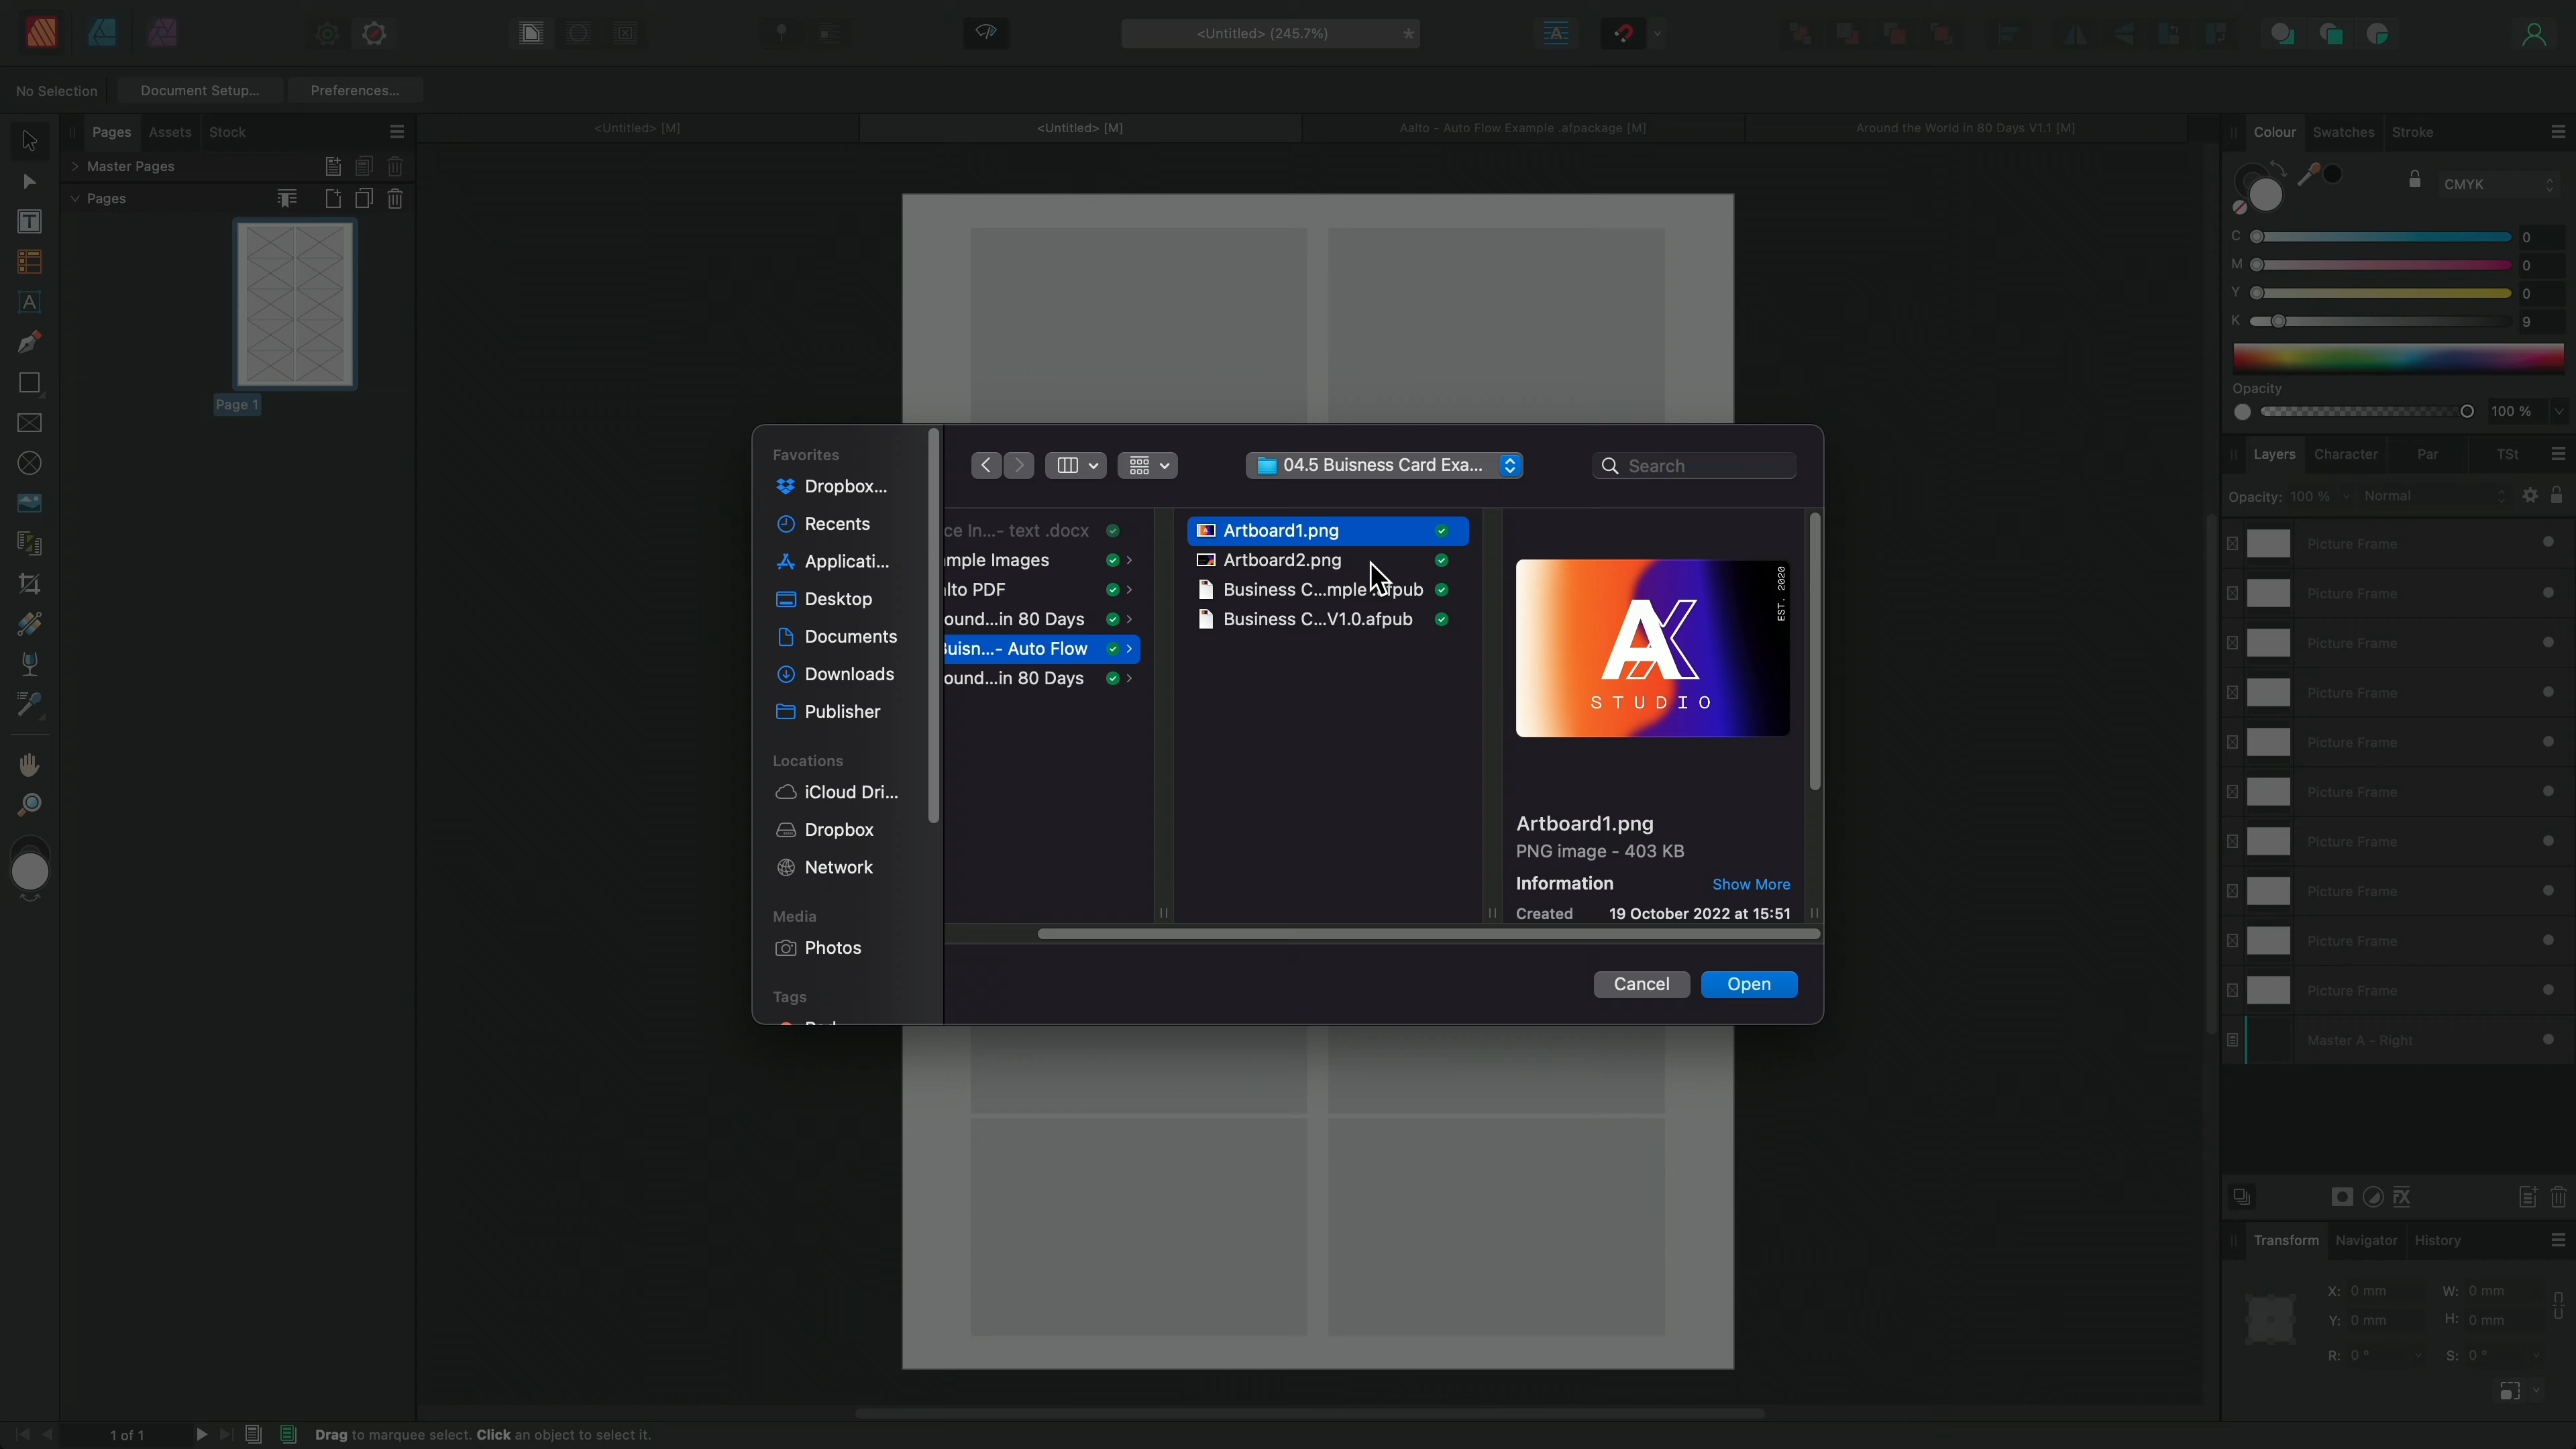 <Untitled> (245.7%)
*
No Selection
Document Setup...
Preferences...
Pages
Assets
Stock
<Untitled> [M]
<Untitled> [M]
Aalto - Auto Flow Example .afpackage [M]
Around the World in 80 Days V1.1 [M]
Master Pages
Pages
Page 1
Colour
Swatches
Stroke
CMYK
C
0
M
0
Y
0
K
9
Opacity
100 %
Layers
Character
Par
TSt
Opacity: 100 %
Normal
Picture Frame
Picture Frame
Picture Frame
Picture Frame
Picture Frame
Picture Frame
Picture Frame
Picture Frame
Picture Frame
Picture Frame
Master A - Right
Favorites
Dropbox...
Recents
Applicati...
Desktop
Documents
Downloads
Publisher
Locations
iCloud Dri...
Dropbox
Network
Media
Photos
Tags
04.5 Buisness Card Exa...
Search
ce In...- text .docx
mple Images
lto PDF
ound...in 80 Days
Buisn...- Auto Flow
ound...in 80 Days
Artboard1.png
Artboard2.png
Business C...mple .afpub
Business C...V1.0.afpub
EST. 2020
AX
STUDIO
Artboard1.png
PNG image - 403 KB
Information
Show More
Created
19 October 2022 at 15:51
Cancel
Open
Transform
Navigator
History
X: 0 mm
W: 0 mm
Y: 0 mm
H: 0 mm
R: 0 °
S: 0 °
1 of 1
Drag to marquee select. Click an object to select it.